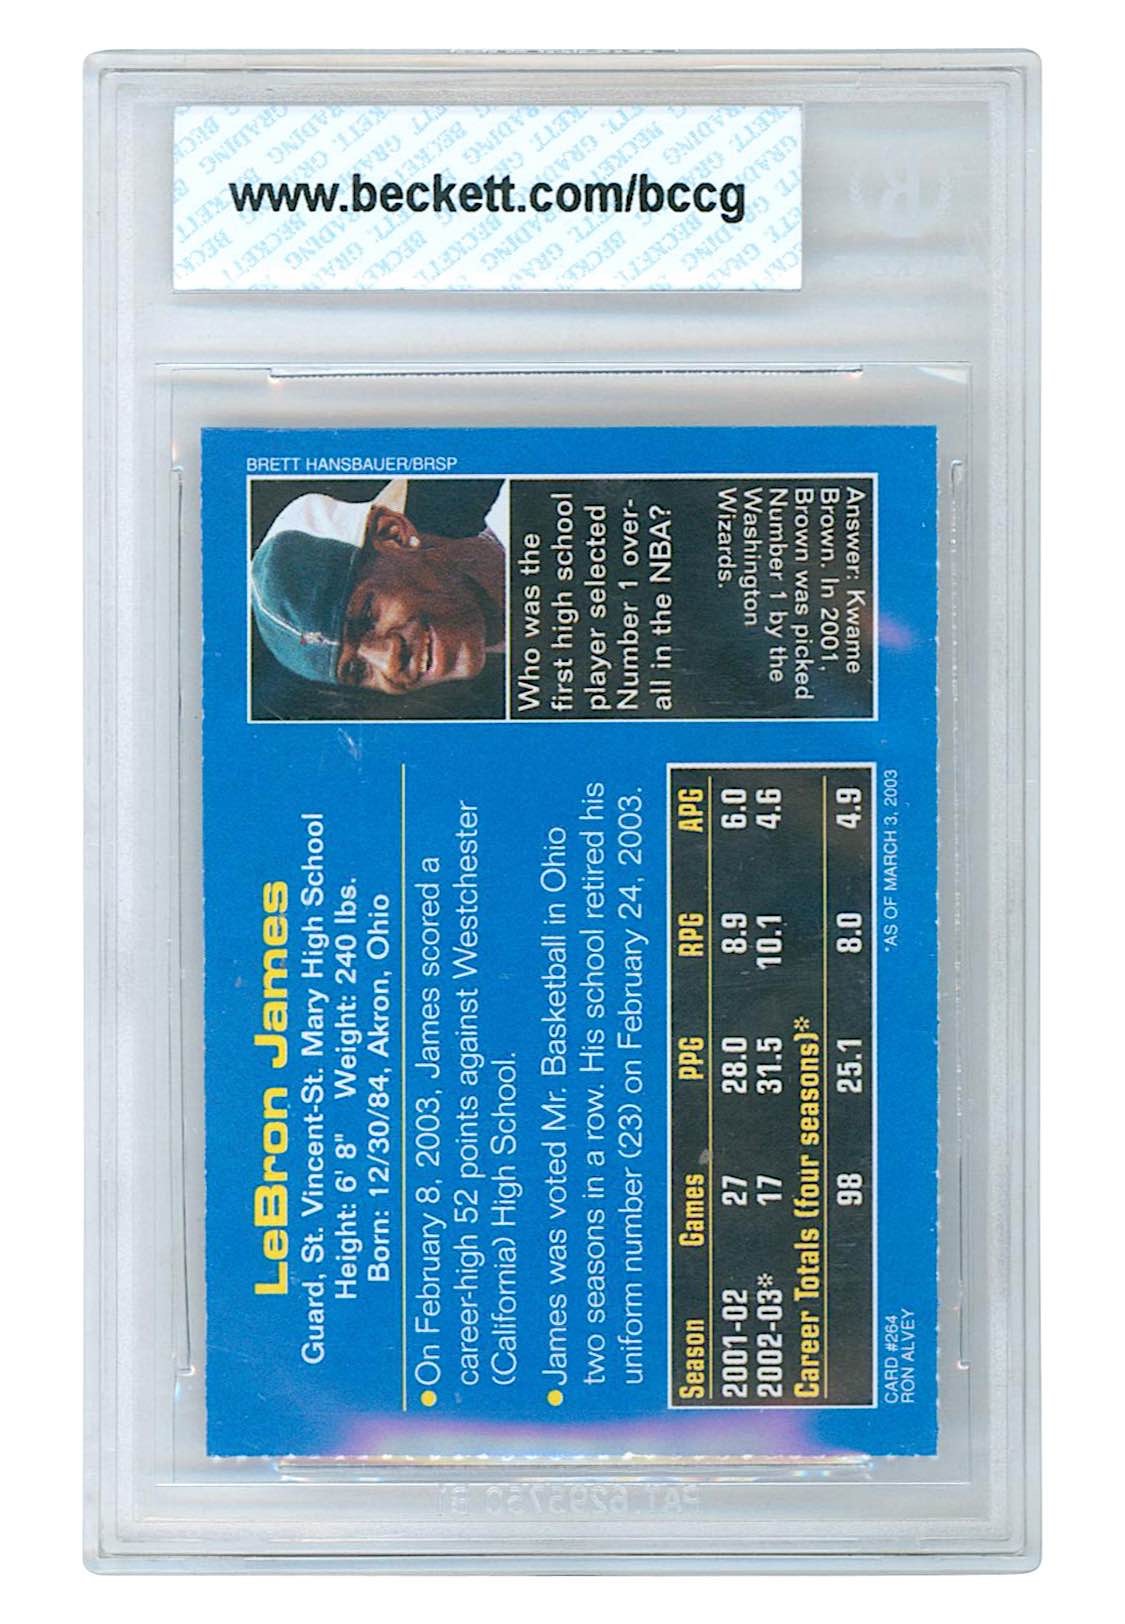 www.beckett.com/bccg
LeBron James
Guard, St. Vincent-St. Mary High School
Height: 6' 8" Weight: 240 lbs.
Born: 12/30/84, Akron, Ohio
•On February 8, 2003, James scored a
career-high 52 points against Westchester
(California) High School.
•James was voted Mr. Basketball in Ohio
two seasons in a row. His school retired his
uniform number (23) on February 24, 2003.
Season Games PPG RPG APG
2001-02 27 28.0 8.9 6.0
2002-03* 17 31.5 10.1 4.6
Career Totals (four seasons)*
98 25.1 8.0 4.9
CARD #264
RON ALVEY
*AS OF MARCH 3, 2003
BRETT HANSBAUER/BRSP
Who was the
first high school
player selected
Number 1 over-
all in the NBA?
Answer: Kwame
Brown. In 2001,
Brown was picked
Number 1 by the
Washington
Wizards.
PAT. 6295750 B1